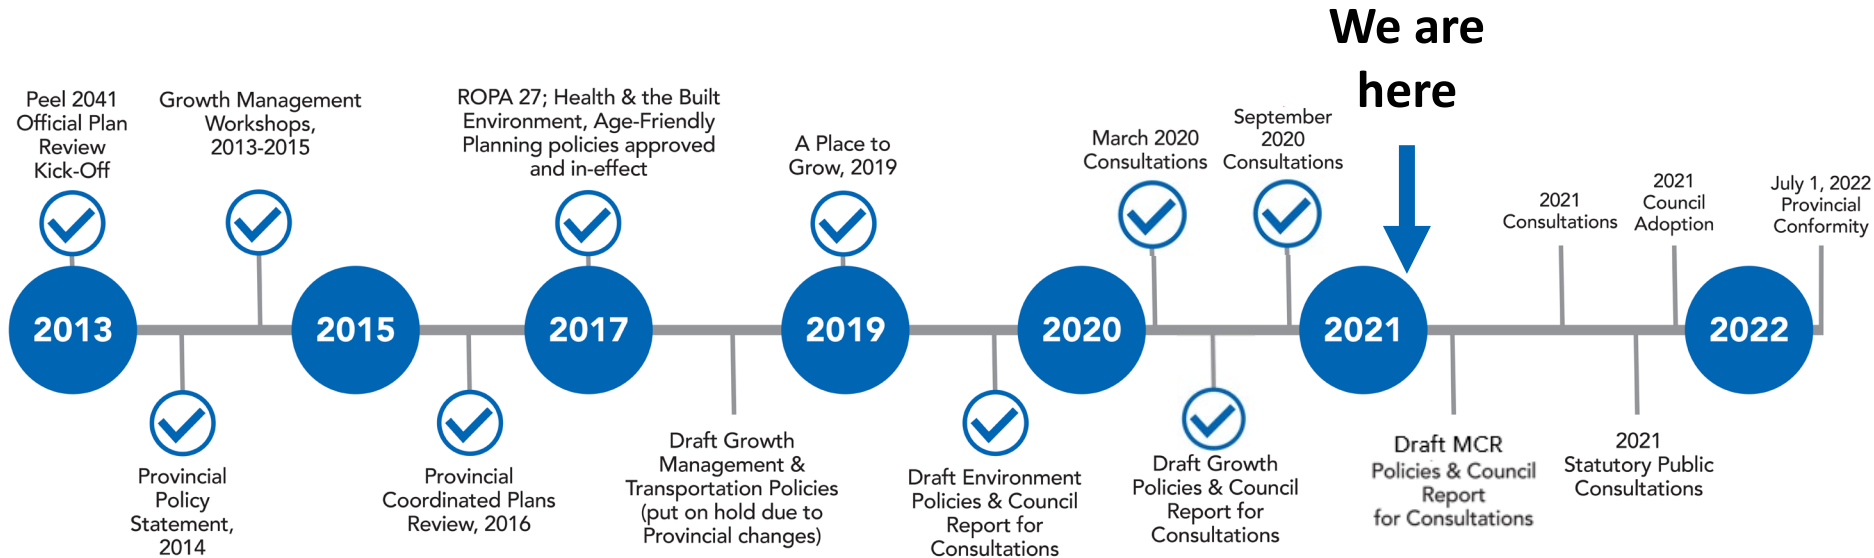 We are
here
Peel 2041
Official Plan
Review
Kick-Off
Growth Management
Workshops,
2013-2015
ROPA 27; Health & the Built
Environment, Age-Friendly
Planning policies approved
and in-effect
A Place to
Grow, 2019
March 2020
Consultations
September
2020
Consultations
2021
Consultations
2021
Council
Adoption
July 1, 2022
Provincial
Conformity
2013
2015
2017
2019
2020
2021
2022
Provincial
Policy
Statement,
2014
Provincial
Coordinated Plans
Review, 2016
Draft Growth
Management &
Transportation Policies
(put on hold due to
Provincial changes)
Draft Environment
Policies & Council
Report for
Consultations
Draft Growth
Policies & Council
Report for
Consultations
Draft MCR
Policies & Council
Report
for Consultations
2021
Statutory Public
Consultations